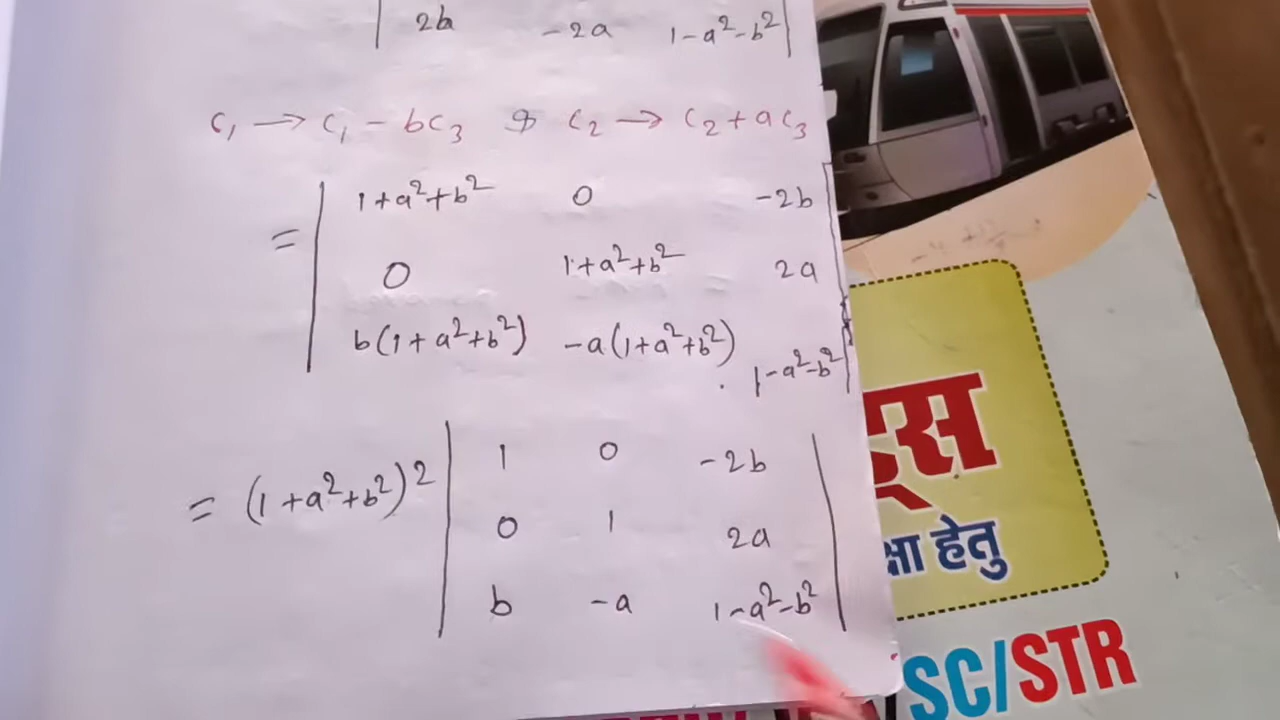 2b -2a 1-a²-b²
C₁ → C₁ - bC₃ & C₂ → C₂ + aC₃
= | 1+a²+b² 0 -2b |
| 0 1+a²+b² 2a |
| b(1+a²+b²) -a(1+a²+b²) 1-a²-b² |
= (1+a²+b²)² | 1 0 -2b |
| 0 1 2a |
| b -a 1-a²-b² |
SC/STR